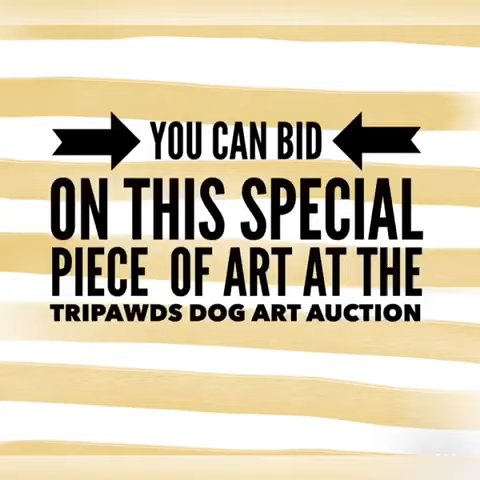 YOU CAN BID
ON THIS SPECIAL
PIECE OF ART AT THE
TRIPAWDS DOG ART AUCTION